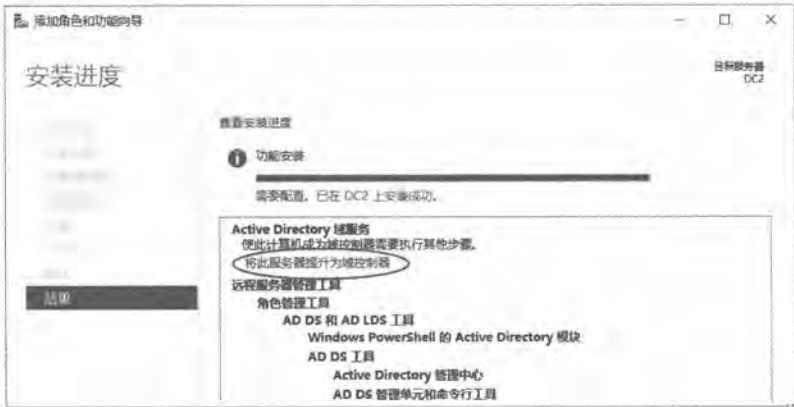 添加角色和功能向导
安装进度
目标服务器
DC2
查看安装进度
功能安装
需要配置。已在 DC2 上安装成功。
Active Directory 域服务
使此计算机成为域控制器需要执行其他步骤。
将此服务器提升为域控制器
远程服务器管理工具
角色管理工具
AD DS 和 AD LDS 工具
Windows PowerShell 的 Active Directory 模块
AD DS 工具
Active Directory 管理中心
AD DS 管理单元和命令行工具
结果